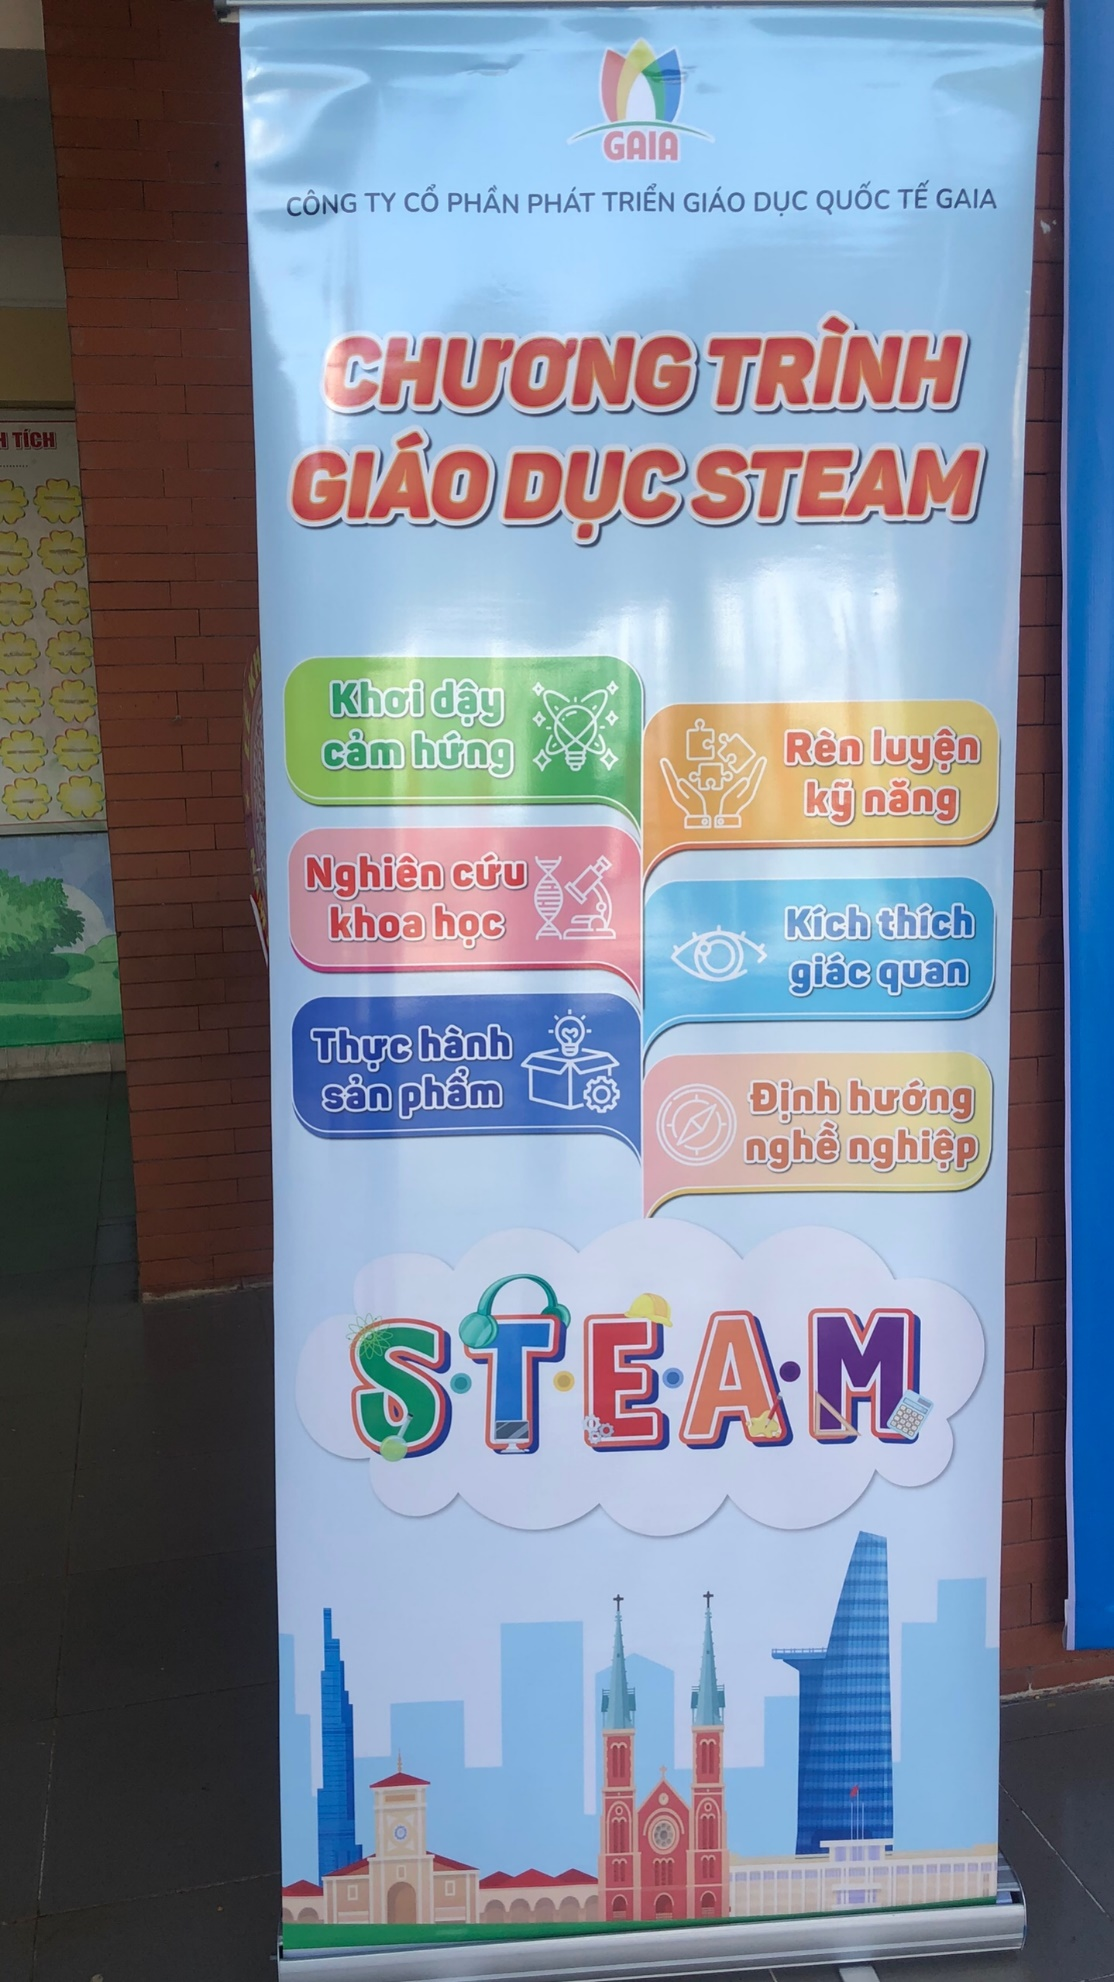 GAIA
CÔNG TY CỔ PHẦN PHÁT TRIỂN GIÁO DỤC QUỐC TẾ GAIA
CHƯƠNG TRÌNH
GIÁO DỤC STEAM
Khơi dậy
cảm hứng
Rèn luyện
kỹ năng
Nghiên cứu
khoa học
Kích thích
giác quan
Thực hành
sản phẩm
Định hướng
nghề nghiệp
S·T·E·A·M
TÍCH